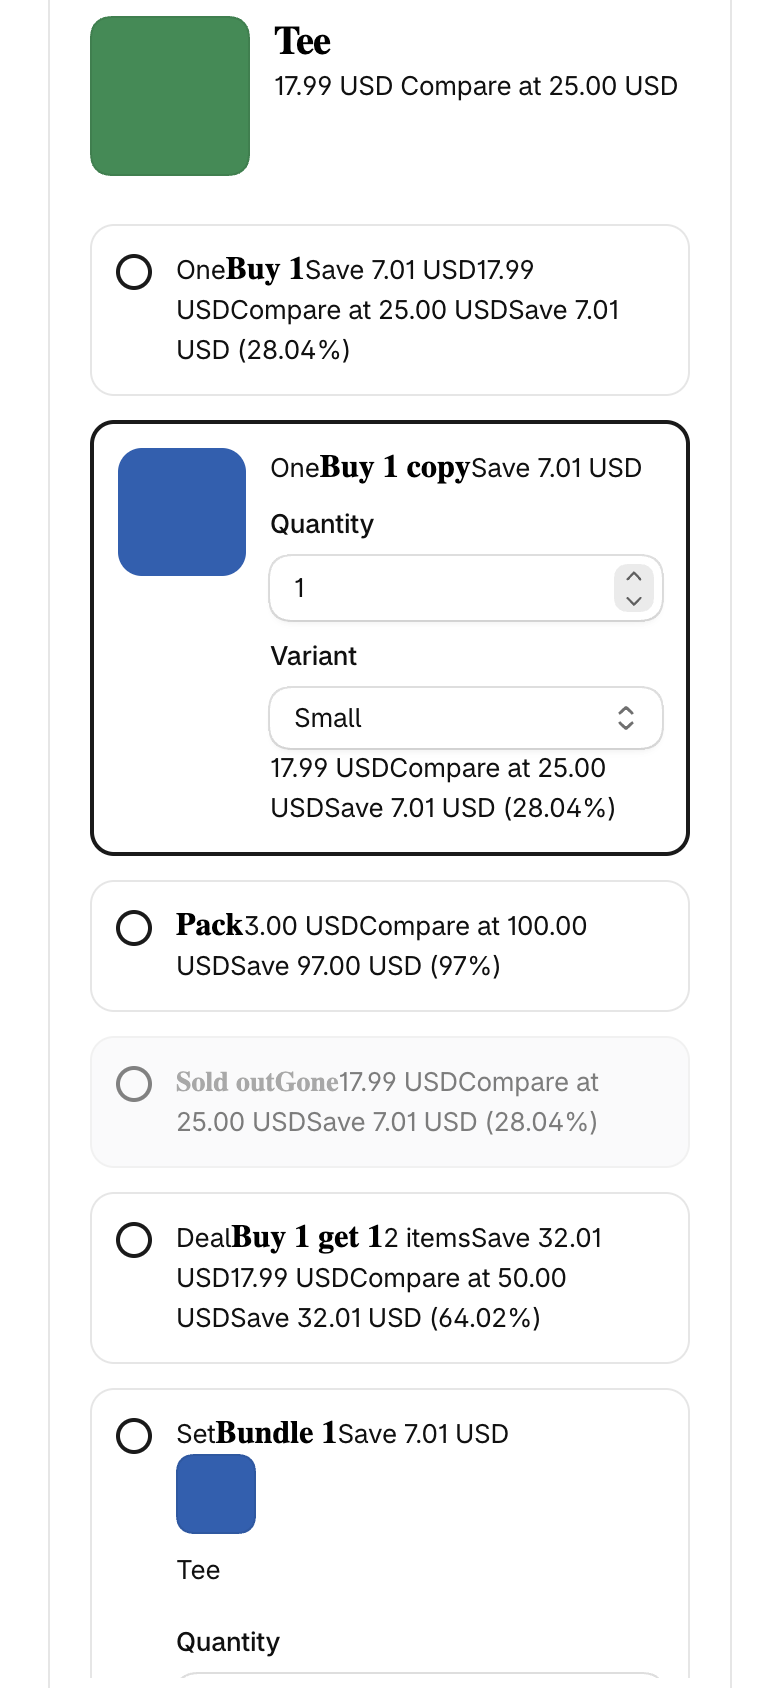 Tee
17.99 USD Compare at 25.00 USD
OneBuy 1Save 7.01 USD17.99
USDCompare at 25.00 USDSave 7.01
USD (28.04%)
OneBuy 1 copySave 7.01 USD
Quantity
1
Variant
Small
17.99 USDCompare at 25.00
USDSave 7.01 USD (28.04%)
Pack3.00 USDCompare at 100.00
USDSave 97.00 USD (97%)
Sold outGone17.99 USDCompare at
25.00 USDSave 7.01 USD (28.04%)
DealBuy 1 get 12 itemsSave 32.01
USD17.99 USDCompare at 50.00
USDSave 32.01 USD (64.02%)
SetBundle 1Save 7.01 USD
Tee
Quantity